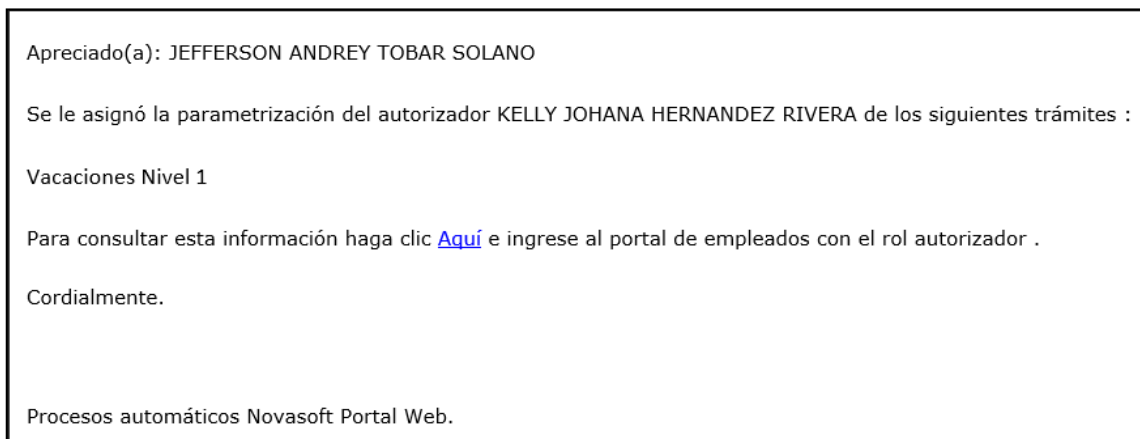 Apreciado(a): JEFFERSON ANDREY TOBAR SOLANO
Se le asignó la parametrización del autorizador KELLY JOHANA HERNANDEZ RIVERA de los siguientes trámites :
Vacaciones Nivel 1
Para consultar esta información haga clic Aquí e ingrese al portal de empleados con el rol autorizador .
Cordialmente.
Procesos automáticos Novasoft Portal Web.